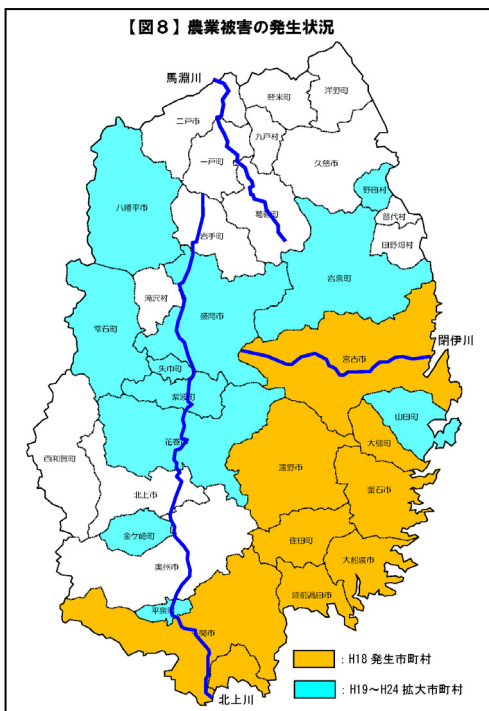 【図8】農業被害の発生状況
馬淵川
軽米町
洋野町
二戸市
九戸村
一戸町
久慈市
八幡平市
野田村
葛巻町
普代村
岩手町
田野畑村
岩泉町
滝沢村
盛岡市
雫石町
閉伊川
宮古市
矢巾町
紫波町
山田町
花巻
大槌町
西和賀町
遠野市
北上市
釜石市
金ケ崎町
住田町
大船渡市
奥州市
陸前高田市
平泉
関市
:H18 発生市町村
:H19~H24 拡大市町村
北上川